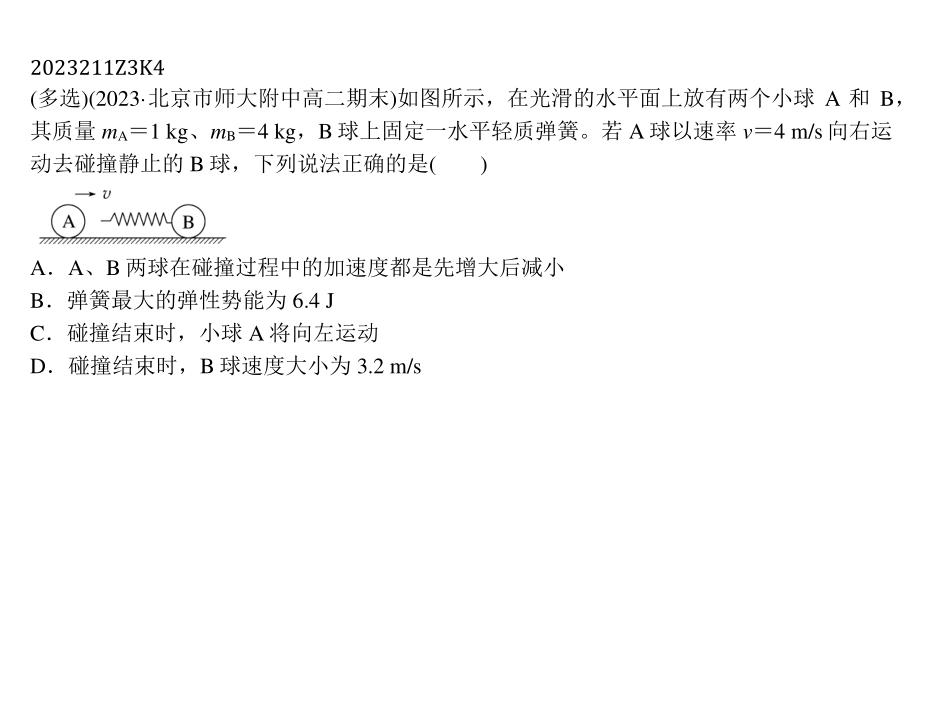 2023211Z3K4
(多选)(2023·北京市师大附中高二期末)如图所示，在光滑的水平面上放有两个小球 A 和 B，
其质量 mA＝1 kg、mB＝4 kg，B 球上固定一水平轻质弹簧。若 A 球以速率 v＝4 m/s 向右运
动去碰撞静止的 B 球，下列说法正确的是(　　)
v
A B
A．A、B 两球在碰撞过程中的加速度都是先增大后减小
B．弹簧最大的弹性势能为 6.4 J
C．碰撞结束时，小球 A 将向左运动
D．碰撞结束时，B 球速度大小为 3.2 m/s